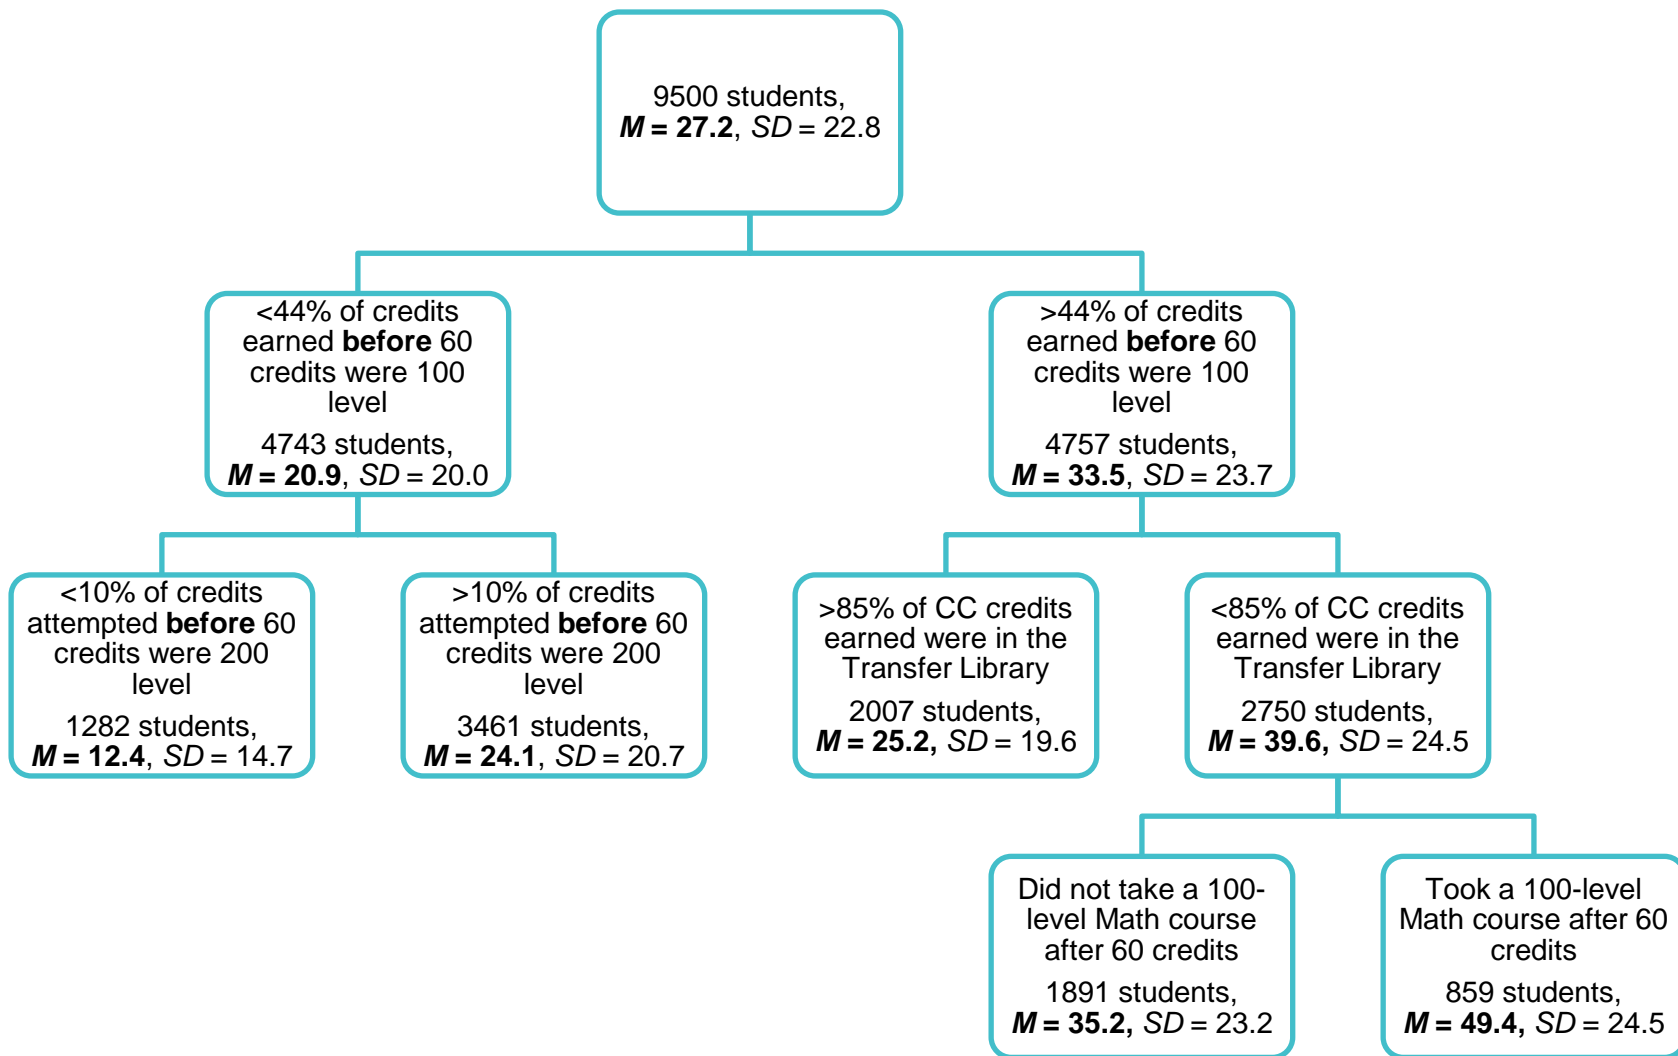 9500 students,
M = 27.2, SD = 22.8
<44% of credits
earned before 60
credits were 100
level
4743 students,
M = 20.9, SD = 20.0
>44% of credits
earned before 60
credits were 100
level
4757 students,
M = 33.5, SD = 23.7
<10% of credits
attempted before 60
credits were 200
level
1282 students,
M = 12.4, SD = 14.7
>10% of credits
attempted before 60
credits were 200
level
3461 students,
M = 24.1, SD = 20.7
>85% of CC credits
earned were in the
Transfer Library
2007 students,
M = 25.2, SD = 19.6
<85% of CC credits
earned were in the
Transfer Library
2750 students,
M = 39.6, SD = 24.5
Did not take a 100-
level Math course
after 60 credits
1891 students,
M = 35.2, SD = 23.2
Took a 100-level
Math course after 60
credits
859 students,
M = 49.4, SD = 24.5